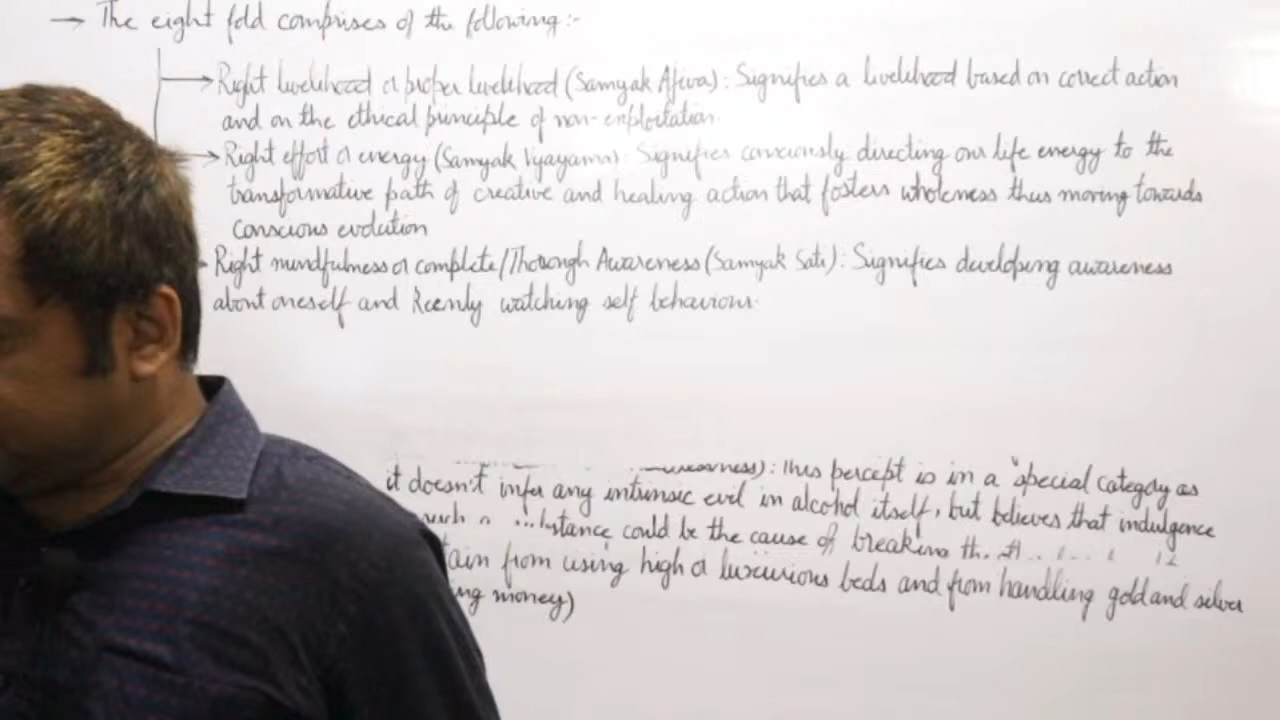 → The eight fold comprises of the following:-
→ Right livelihood or proper livelihood (Samyak Ajiva): Signifies a livelihood based on correct action
and on the ethical principle of non-exploitation.
→ Right effort or energy (Samyak Vyayama): Signifies consciously directing our life energy to the
transformative path of creative and healing action that fosters wholeness thus moving towards
conscious evolution
Right mindfulness or complete/Thorough Awareness (Samyak Sati): Signifies developing awareness
about oneself and Keenly watching self behaviour.
This percept is in a special category as
it doesn't infer any intrinsic evil in alcohol itself, but believes that indulgence
could be the cause of breaking
from using high or luxurious beds and from handling gold and silver
money)